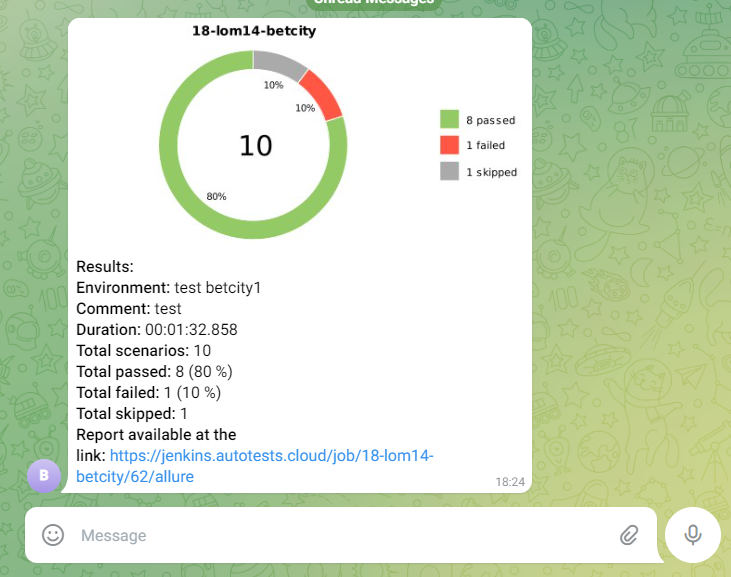 Unread Messages
18-lom14-betcity
10%
10%
10
80%
8 passed
1 failed
1 skipped
Results:
Environment: test betcity1
Comment: test
Duration: 00:01:32.858
Total scenarios: 10
Total passed: 8 (80 %)
Total failed: 1 (10 %)
Total skipped: 1
Report available at the
link: https://jenkins.autotests.cloud/job/18-lom14-
betcity/62/allure
18:24
B
Message